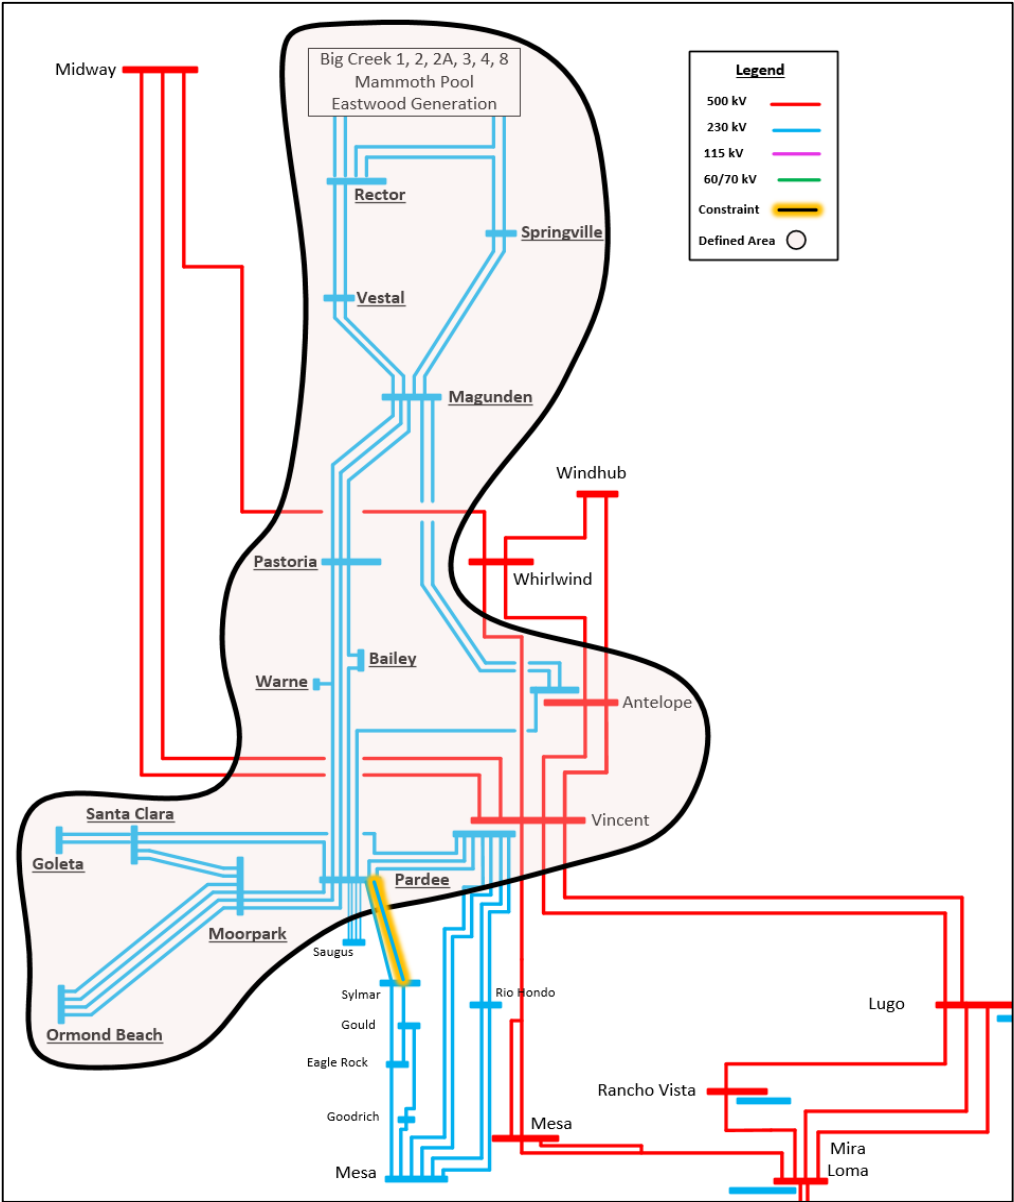 Big Creek 1, 2, 2A, 3, 4, 8
Mammoth Pool
Eastwood Generation
Midway
Legend
500 kV
230 kV
115 kV
60/70 kV
Constraint
Defined Area
Rector
Springville
Vestal
Magunden
Windhub
Pastoria
Whirlwind
Bailey
Warne
Antelope
Santa Clara
Vincent
Goleta
Pardee
Moorpark
Saugus
Sylmar
Rio Hondo
Lugo
Gould
Ormond Beach
Eagle Rock
Rancho Vista
Goodrich
Mesa
Mira
Loma
Mesa